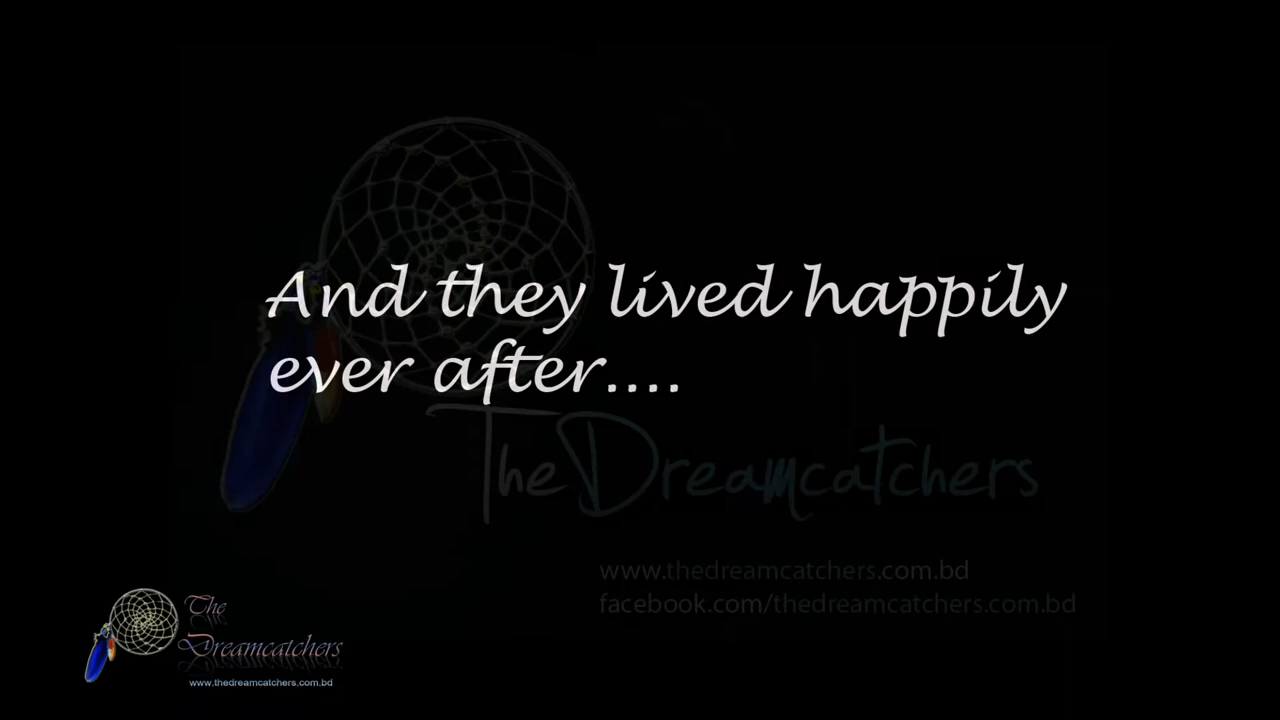 And they lived happily
ever after....
The Dreamcatchers
www.thedreamcatchers.com.bd
facebook.com/thedreamcatchers.com.bd
The
Dreamcatchers
www.thedreamcatchers.com.bd